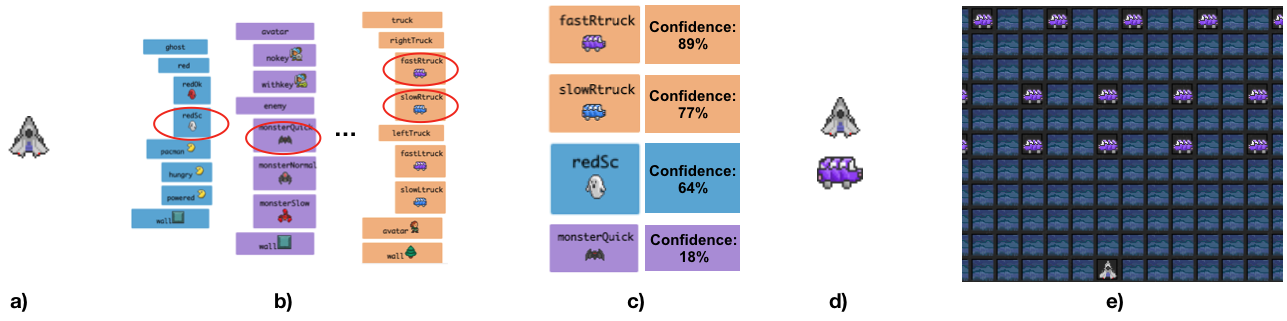 ghost
red
redOk
redSc
pacman
hungry
powered
wall
avatar
nokey
withkey
enemy
monsterQuick
monsterNormal
monsterSlow
wall
...
truck
rightTruck
fastRtruck
slowRtruck
leftTruck
fastLtruck
slowLtruck
avatar
wall
fastRtruck
Confidence:
89%
slowRtruck
Confidence:
77%
redSc
Confidence:
64%
monsterQuick
Confidence:
18%
a)
b)
c)
d)
e)